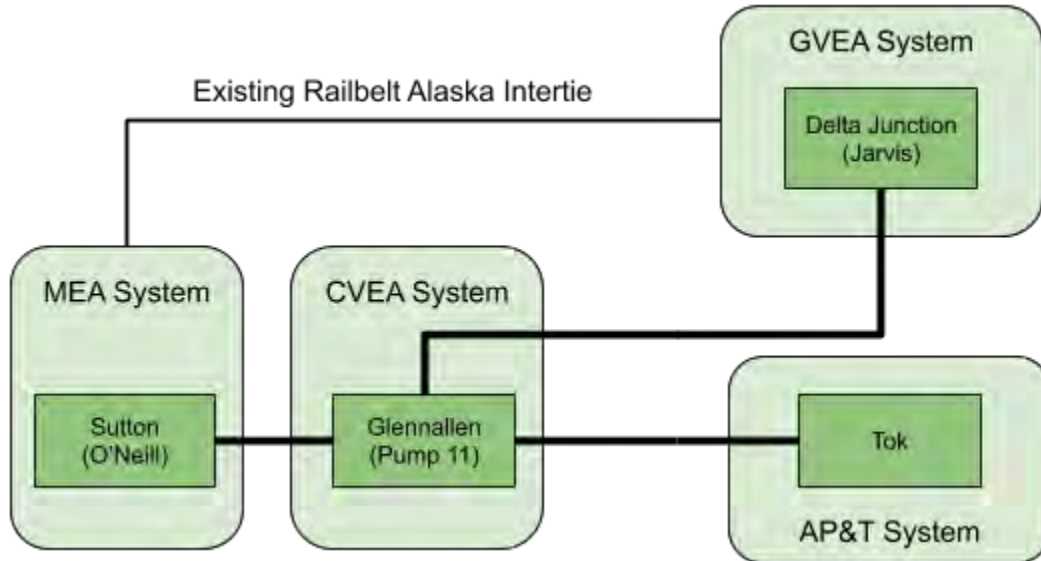 GVEA System
Existing Railbelt Alaska Intertie
Delta Junction
(Jarvis)
MEA System
CVEA System
Sutton
(O'Neill)
Glennallen
(Pump 11)
Tok
AP&T System